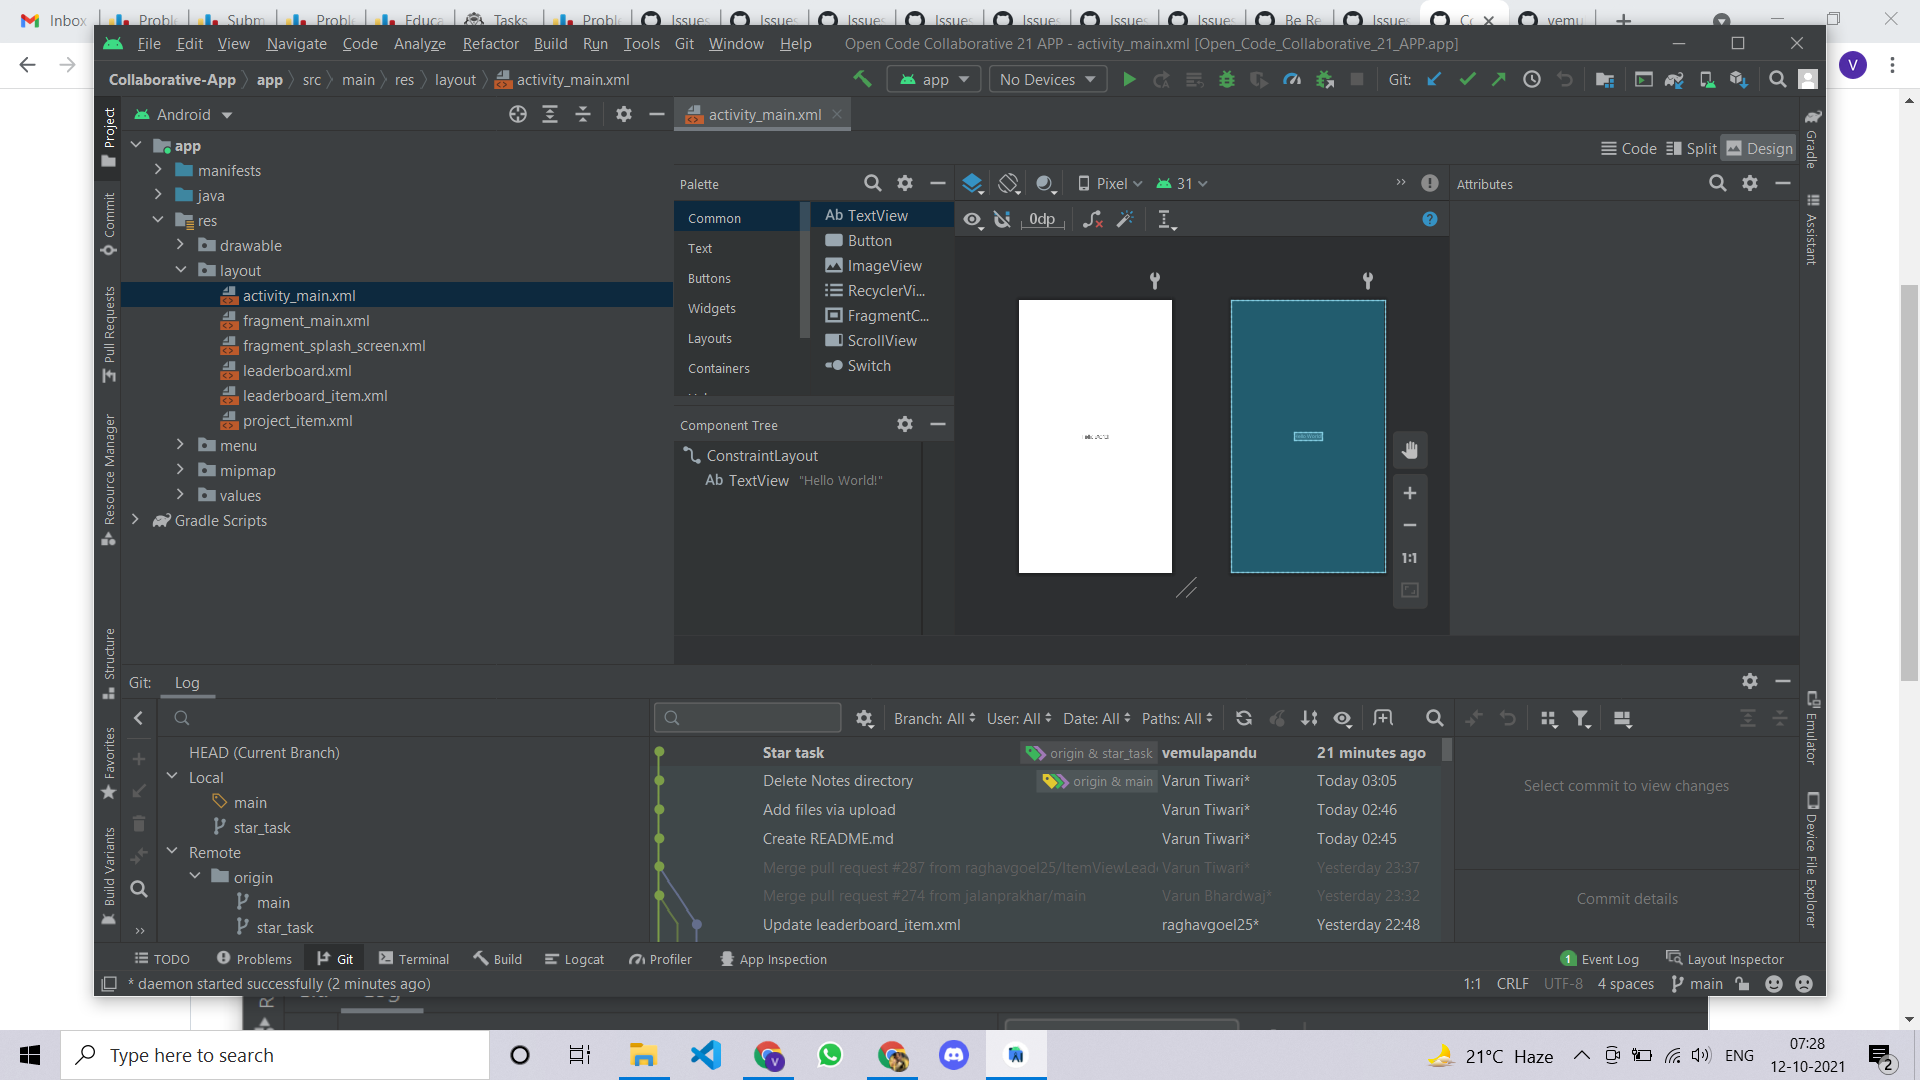 Inbox Proble Subm Proble Educa Tasks Proble Issues Issues Issues Issues Issues Issues Issues Be Re Issues Co vemu
File Edit View Navigate Code Analyze Refactor Build Run Tools Git Window Help Open Code Collaborative 21 APP - activity_main.xml [Open_Code_Collaborative_21_APP.app]
V
Collaborative-App app src main res layout activity_main.xml app No Devices Git:
Project
Android
activity_main.xml
Gradle
Code Split Design
app
manifests
java
res
drawable
layout
activity_main.xml
fragment_main.xml
fragment_splash_screen.xml
leaderboard.xml
leaderboard_item.xml
project_item.xml
menu
mipmap
values
Gradle Scripts
Commit
Pull Requests
Resource Manager
Structure
Favorites
Build Variants
Palette
Common
Text
Buttons
Widgets
Layouts
Containers
Ab TextView
Button
ImageView
RecyclerVi...
FragmentC...
ScrollView
Switch
Component Tree
ConstraintLayout
Ab TextView "Hello World!"
Pixel 31
0dp
1:1
Attributes
Assistant
Emulator
Device File Explorer
Git: Log
Branch: All User: All Date: All Paths: All
HEAD (Current Branch)
Local
main
star_task
Remote
origin
main
star_task
Star task origin & star_task vemulapandu 21 minutes ago
Delete Notes directory origin & main Varun Tiwari* Today 03:05
Add files via upload Varun Tiwari* Today 02:46
Create README.md Varun Tiwari* Today 02:45
Merge pull request #287 from raghavgoel25/ItemViewLeade Varun Tiwari* Yesterday 23:37
Merge pull request #274 from jalanprakhar/main Varun Bhardwaj* Yesterday 23:32
Update leaderboard_item.xml raghavgoel25* Yesterday 22:48
Select commit to view changes
Commit details
TODO Problems Git Terminal Build Logcat Profiler App Inspection 1 Event Log Layout Inspector
* daemon started successfully (2 minutes ago) 1:1 CRLF UTF-8 4 spaces main
Type here to search
21°C Haze ENG
07:28
12-10-2021
2